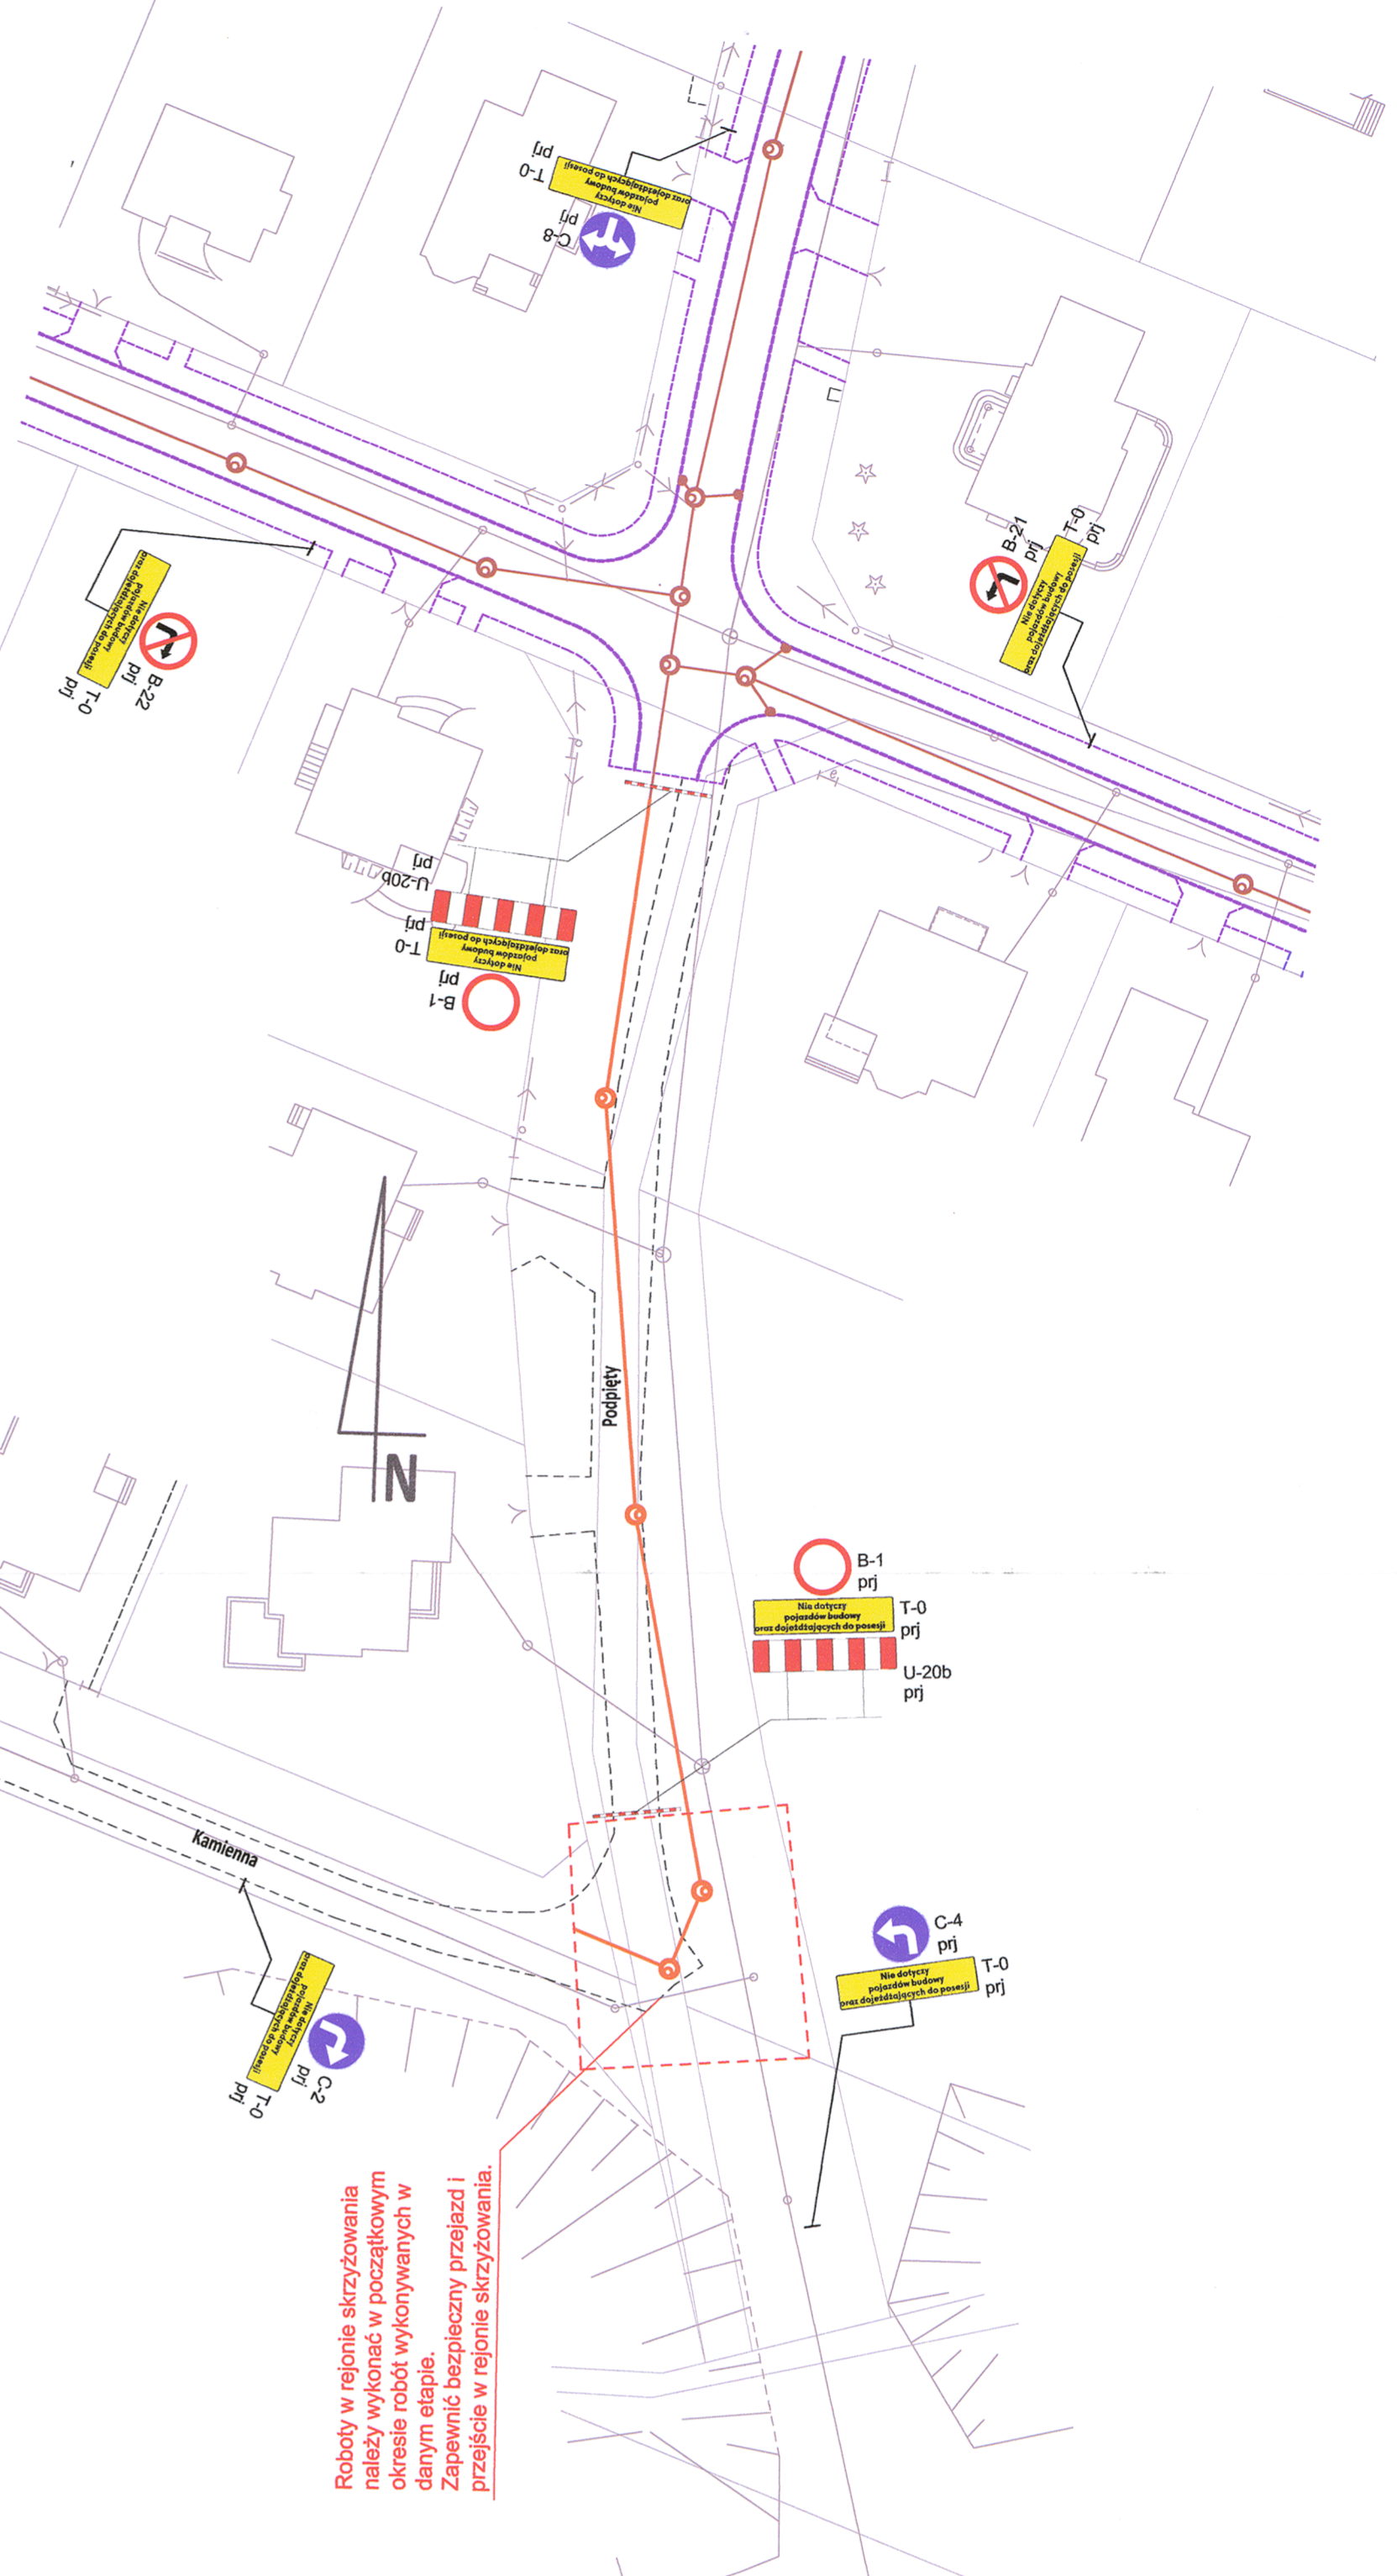 prj
T-0
Nie dotyczy
pojazdów budowy
oraz dojeżdżających do posesji
prj
C-8
B-21
prj
T-0
prj
Nie dotyczy
pojazdów budowy
oraz dojeżdżających do posesji
Nie dotyczy
pojazdów budowy
oraz dojeżdżających do posesji
B-22
prj
T-0
prj
e
prj
U-20b
prj
T-0
Nie dotyczy
pojazdów budowy
oraz dojeżdżających do posesji
prj
B-1
Podpięty
N
B-1
prj
Nie dotyczy
pojazdów budowy
oraz dojeżdżających do posesji
T-0
prj
U-20b
prj
Kamienna
C-4
prj
Nie dotyczy
pojazdów budowy
oraz dojeżdżających do posesji
T-0
prj
Nie dotyczy
pojazdów budowy
oraz dojeżdżających do posesji
C-2
prj
T-0
prj
Roboty w rejonie skrzyżowania
należy wykonać w początkowym
okresie robót wykonywanych w
danym etapie.
Zapewnić bezpieczny przejazd i
przejście w rejonie skrzyżowania.